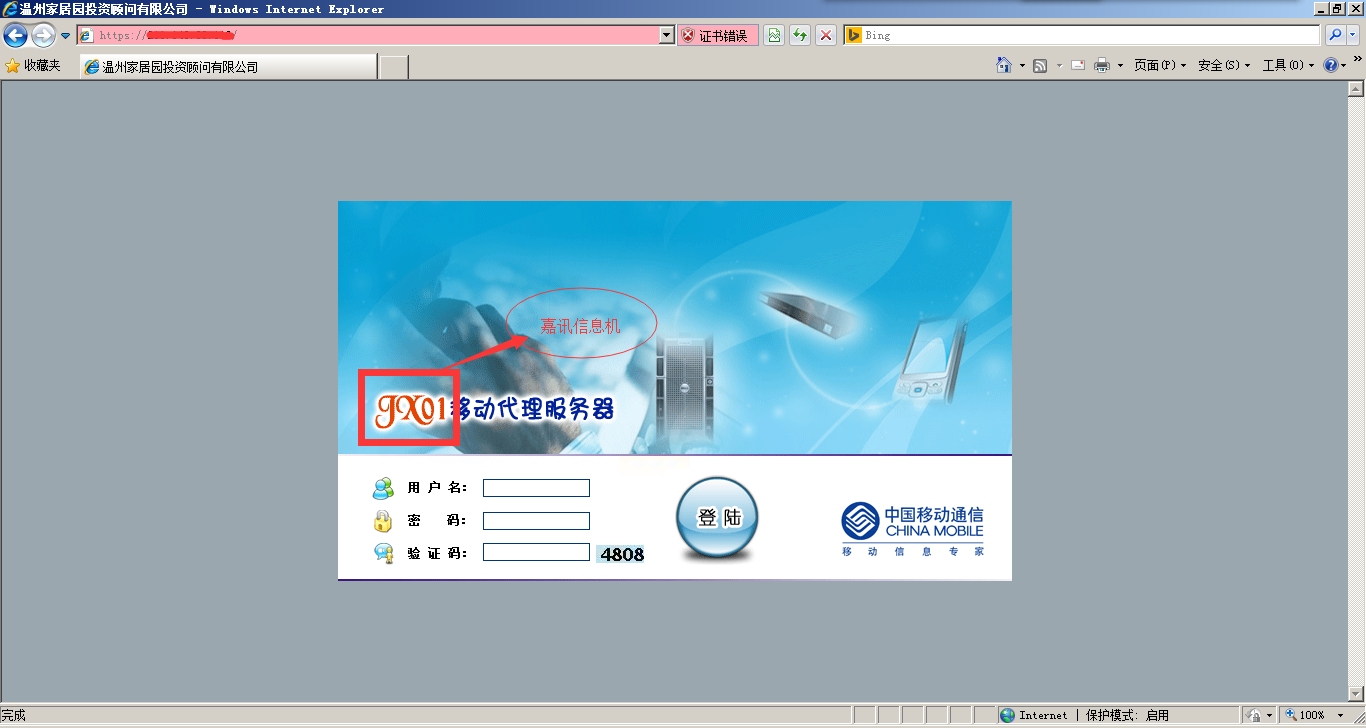 温州家居园投资顾问有限公司 - Windows Internet Explorer
https://
证书错误
Bing
收藏夹
温州家居园投资顾问有限公司
页面(P)
安全(S)
工具(O)
嘉讯信息机
JX01移动代理服务器
用户名:
密 码:
验证码:
4808
登陆
中国移动通信
CHINA MOBILE
移动信息专家
完成
Internet | 保护模式: 启用
100%